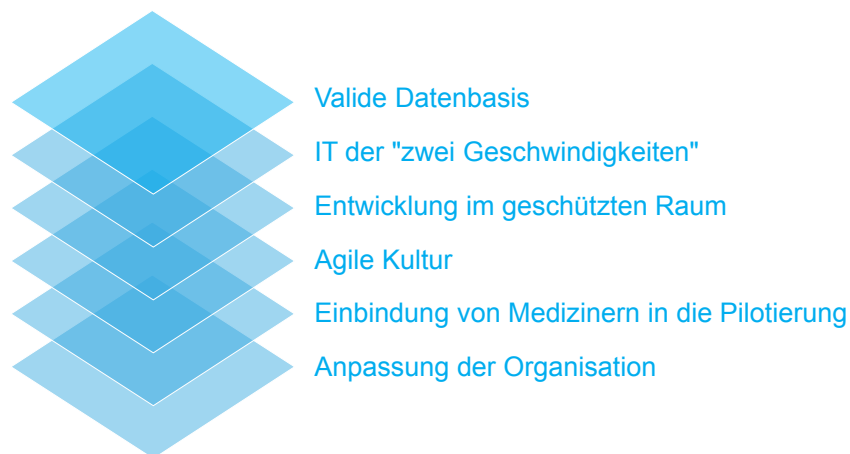 Valide Datenbasis
IT der "zwei Geschwindigkeiten"
Entwicklung im geschützten Raum
Agile Kultur
Einbindung von Medizinern in die Pilotierung
Anpassung der Organisation